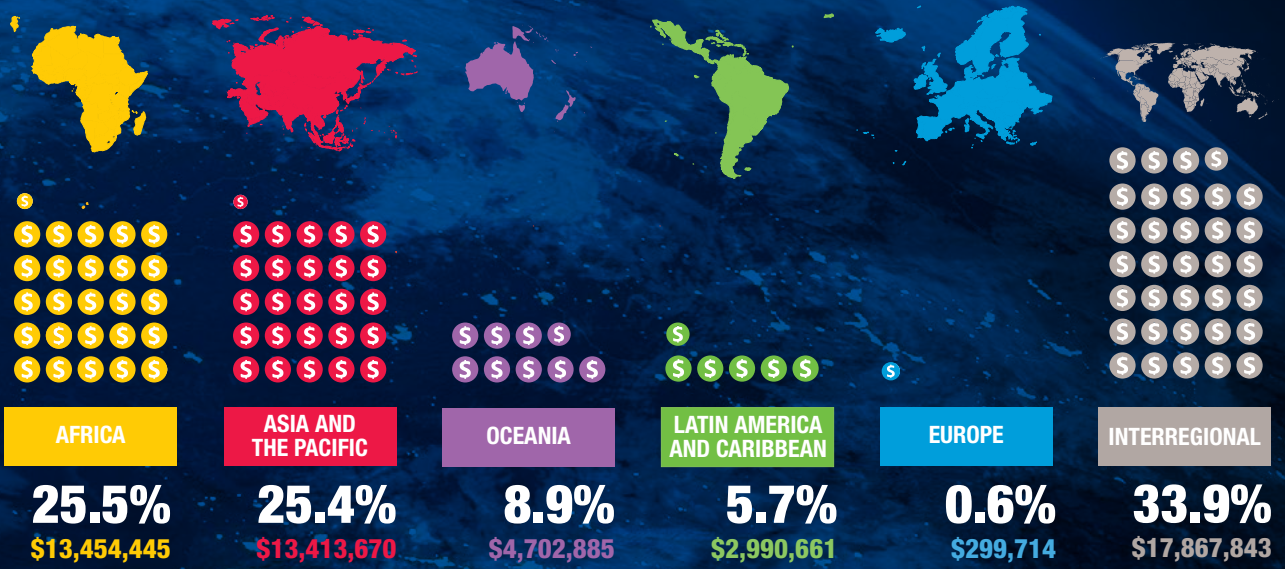 AFRICA
25.5%
$13,454,445
ASIA AND
THE PACIFIC
25.4%
$13,413,670
OCEANIA
8.9%
$4,702,885
LATIN AMERICA
AND CARIBBEAN
5.7%
$2,990,661
EUROPE
0.6%
$299,714
INTERREGIONAL
33.9%
$17,867,843